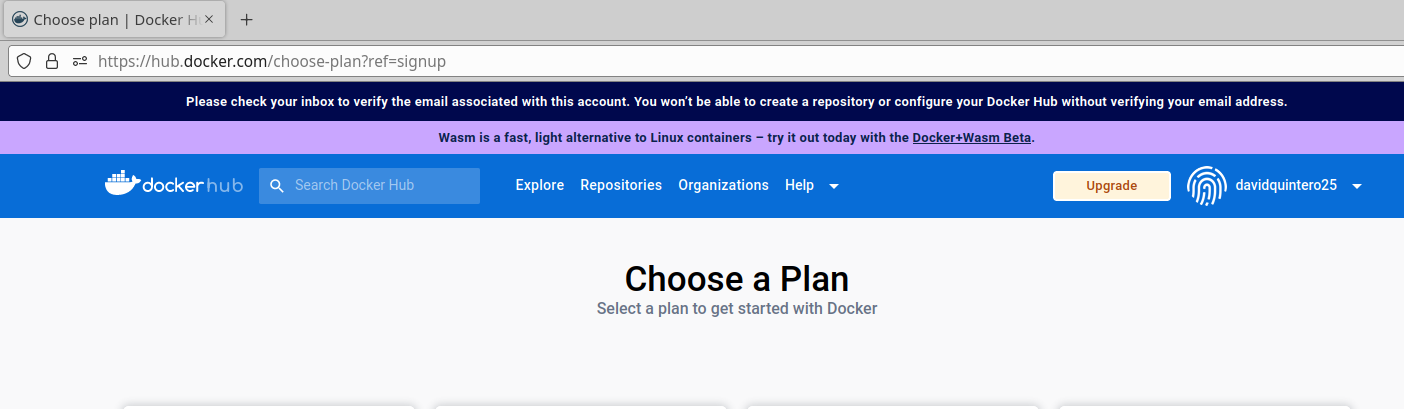 Choose plan | Docker H
https://hub.docker.com/choose-plan?ref=signup
Please check your inbox to verify the email associated with this account. You won't be able to create a repository or configure your Docker Hub without verifying your email address.
Wasm is a fast, light alternative to Linux containers – try it out today with the Docker+Wasm Beta.
dockerhub Search Docker Hub Explore Repositories Organizations Help Upgrade davidquintero25
Choose a Plan
Select a plan to get started with Docker